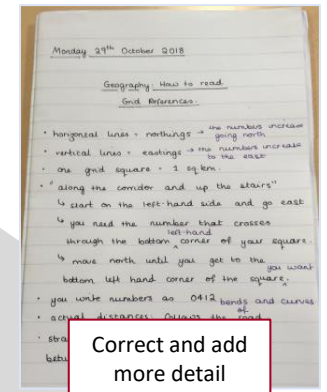 Monday 29th October 2018
Geography: How to read
Grid References.
• horizontal lines = northings → the numbers increase
going north
• vertical lines = eastings → the numbers increase
to the east
• one grid square = 1 sq km.
• "along the corridor and up the stairs"
↳ start on the left-hand side and go east
↳ you need the number that crosses
left-hand
through the bottom ^ corner of your square.
↳ move north until you get to the
you want
bottom left hand corner of the square ^.
• you write numbers as 0412
bends and curves
of
• actual distances: follows the road
• stra
betw
Correct and add
more detail